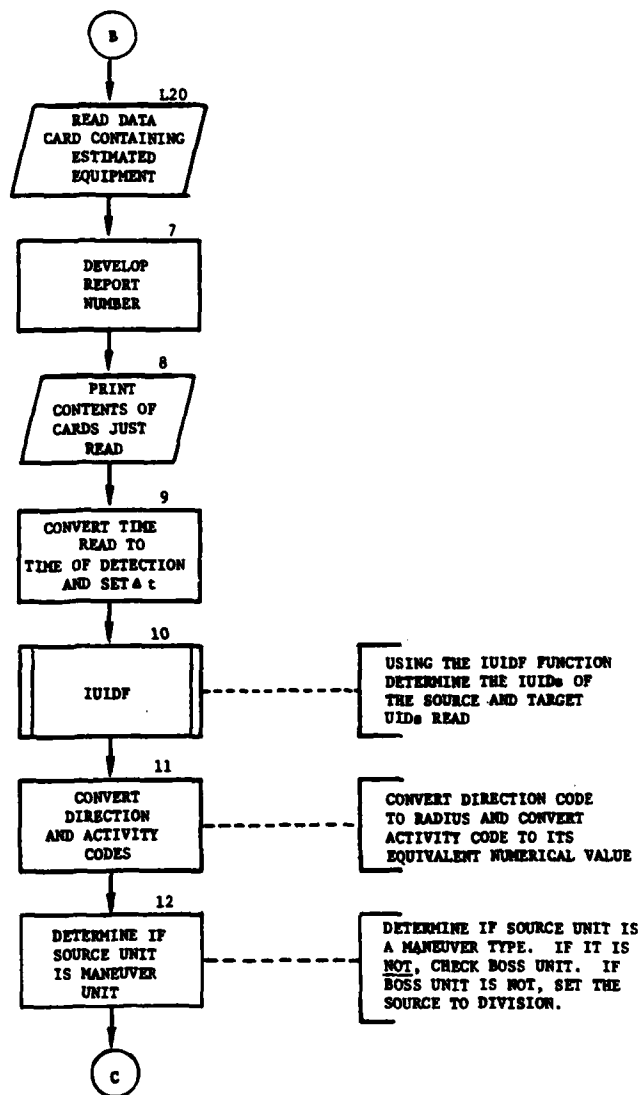 B
L20
READ DATA
CARD CONTAINING
ESTIMATED
EQUIPMENT
7
DEVELOP
REPORT
NUMBER
8
PRINT
CONTENTS OF
CARDS JUST
READ
9
CONVERT TIME
READ TO
TIME OF DETECTION
AND SET Δ t
10
IUIDF
USING THE IUIDF FUNCTION
DETERMINE THE IUIDs OF
THE SOURCE AND TARGET
UIDs READ
11
CONVERT
DIRECTION
AND ACTIVITY
CODES
CONVERT DIRECTION CODE
TO RADIUS AND CONVERT
ACTIVITY CODE TO ITS
EQUIVALENT NUMERICAL VALUE
12
DETERMINE IF
SOURCE UNIT
IS MANEUVER
UNIT
DETERMINE IF SOURCE UNIT IS
A MANEUVER TYPE. IF IT IS
NOT, CHECK BOSS UNIT. IF
BOSS UNIT IS NOT, SET THE
SOURCE TO DIVISION.
C